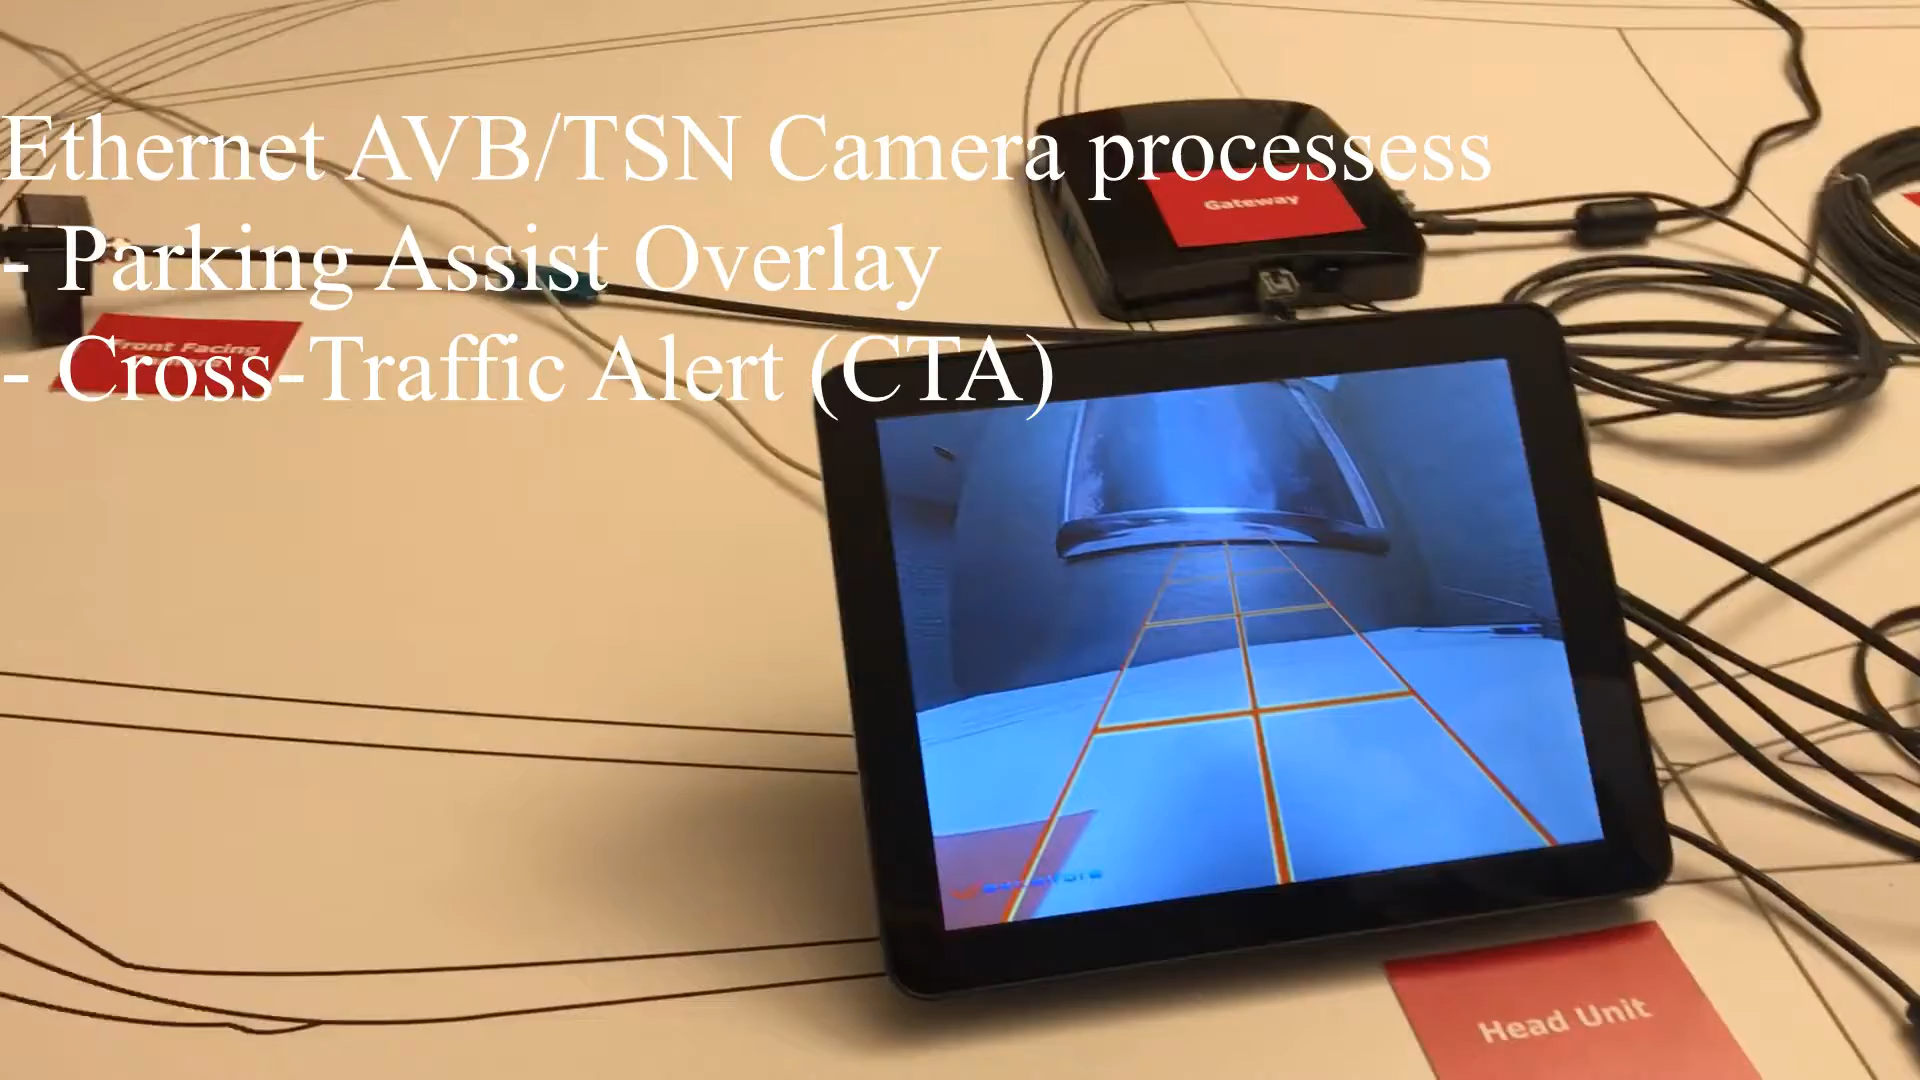 Ethernet AVB/TSN Camera processess
- Parking Assist Overlay
- Cross-Traffic Alert (CTA)
Gateway
Front Facing
Head Unit